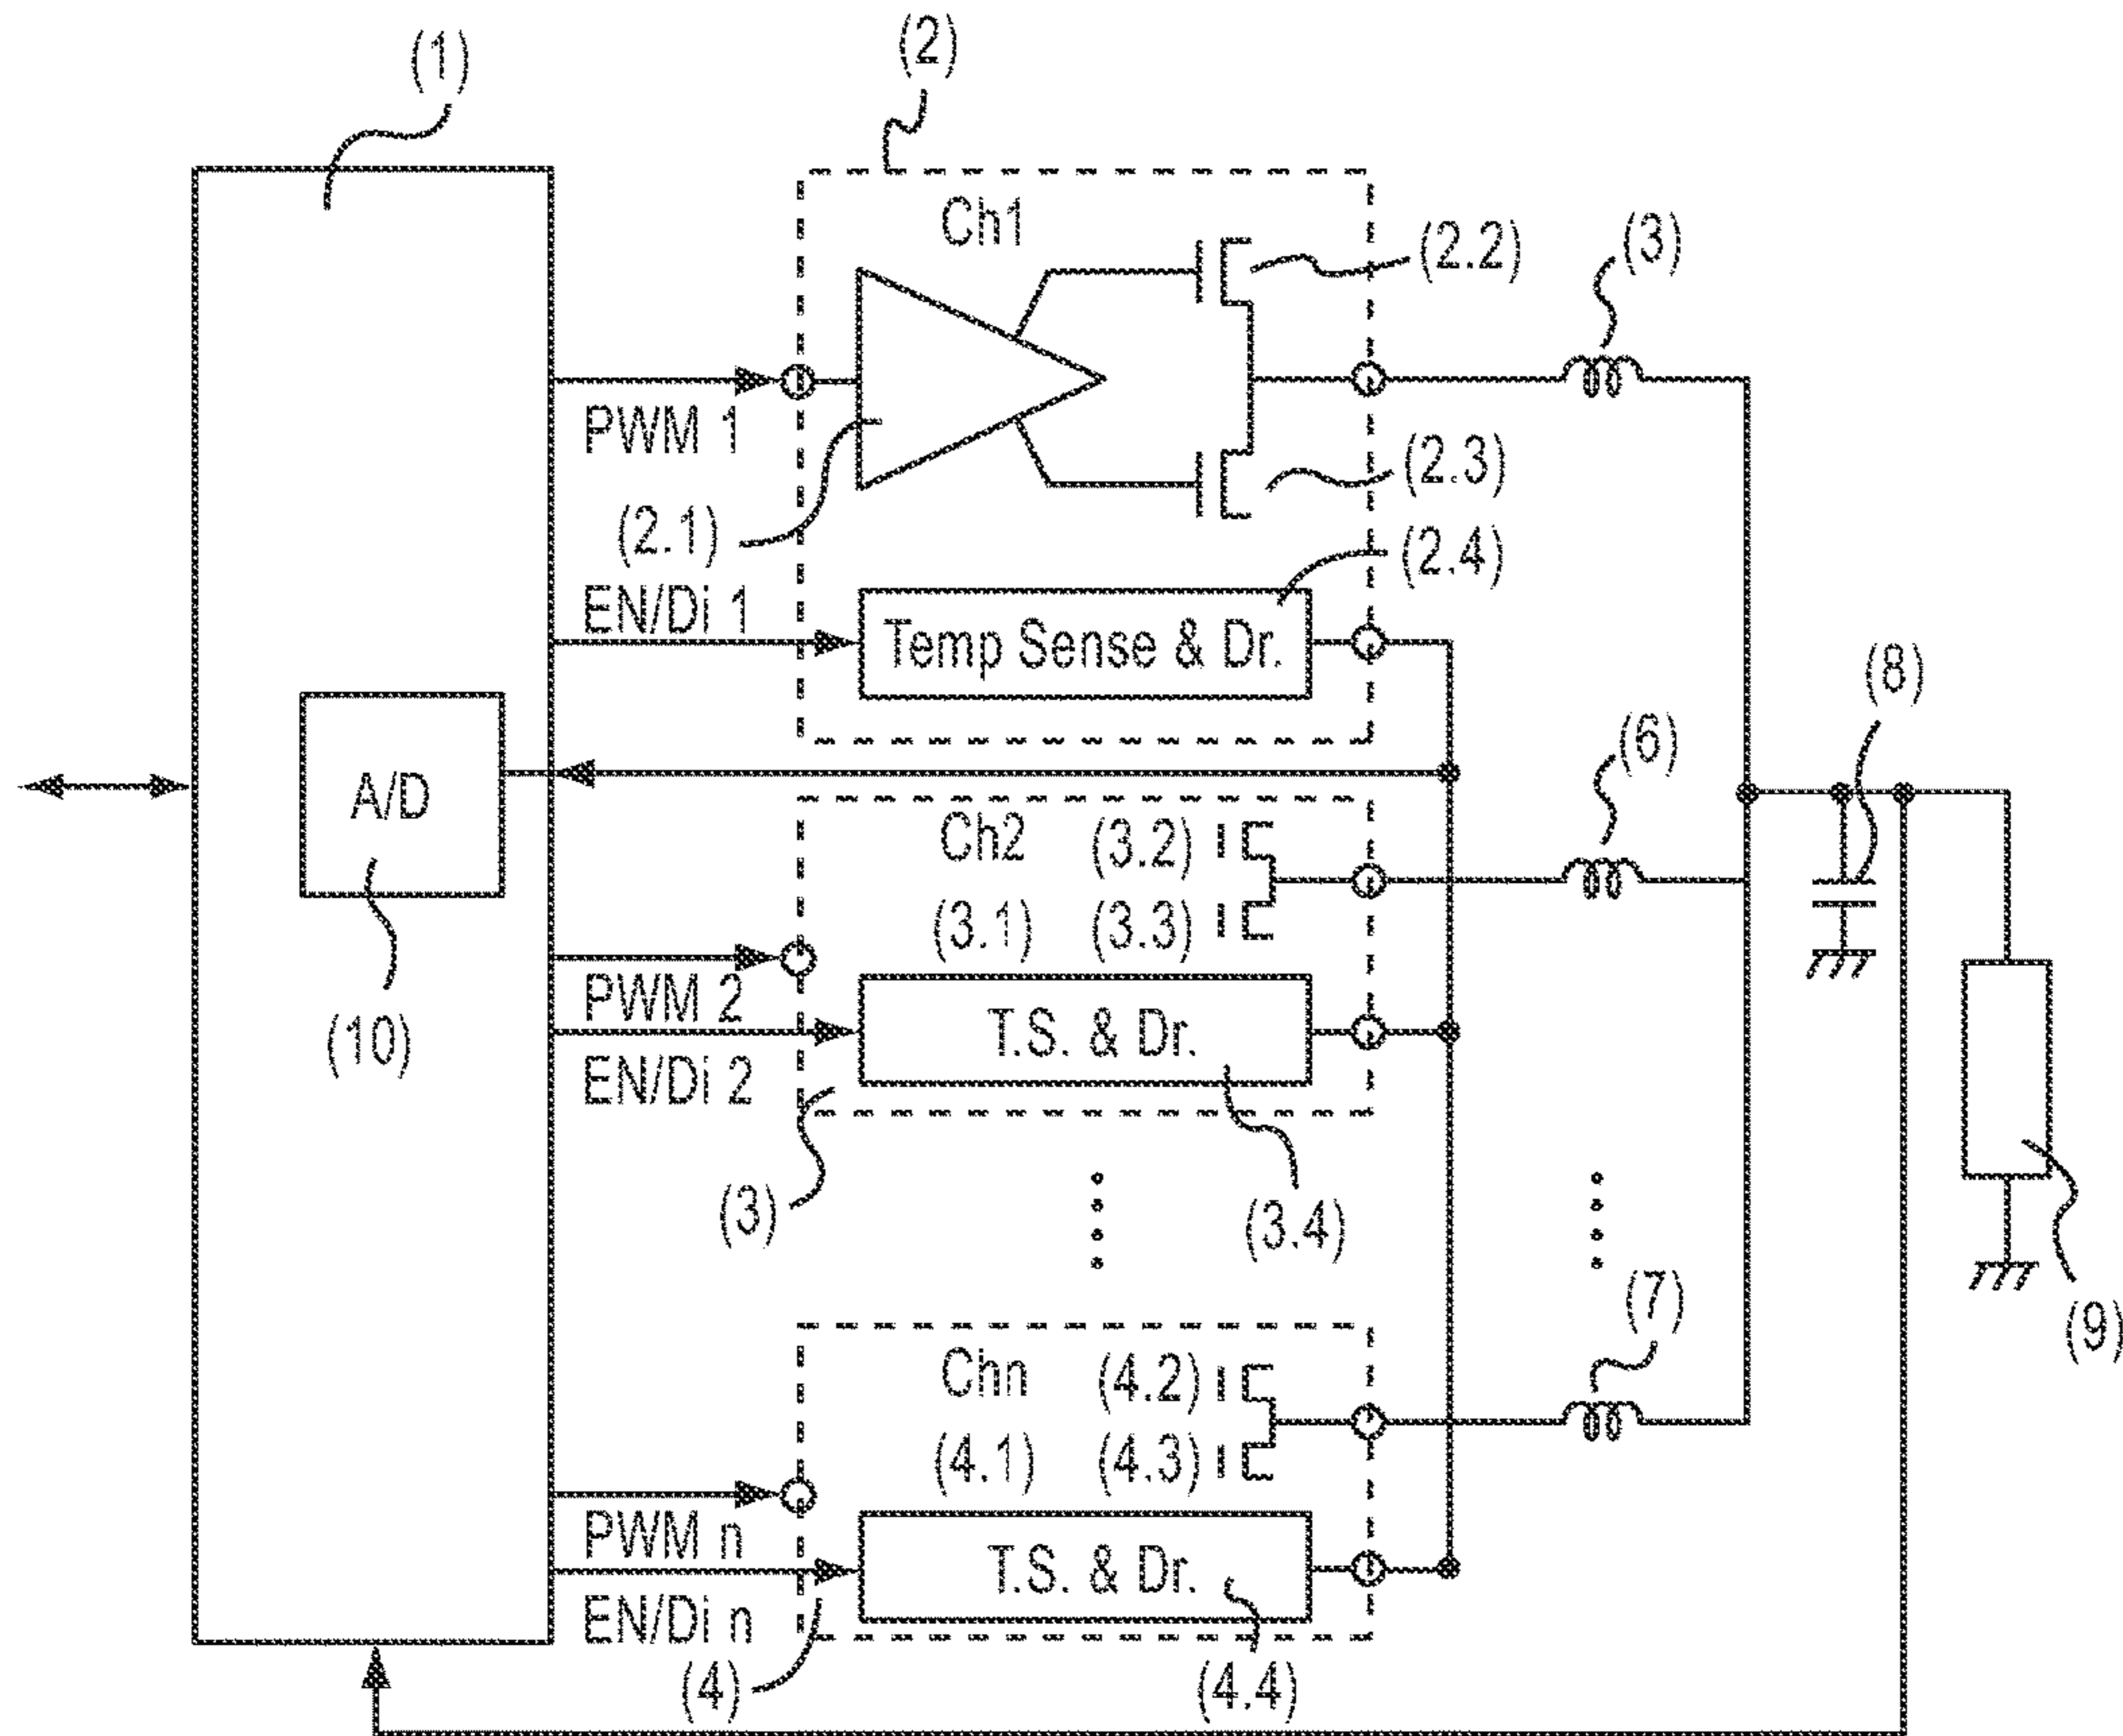 (1)
(2)
Ch1
(2.2)
(3)
PWM 1
(2.3)
(2.1)
(2.4)
EN/Di 1
Temp Sense & Dr.
(8)
(6)
A/D
Ch2
(3.2)
(3.1)
(3.3)
PWM 2
(10)
T.S. & Dr.
EN/Di 2
(3)
(3.4)
(7)
(9)
Chn
(4.2)
(4.1)
(4.3)
PWM n
T.S. & Dr.
EN/Di n
(4)
(4.4)